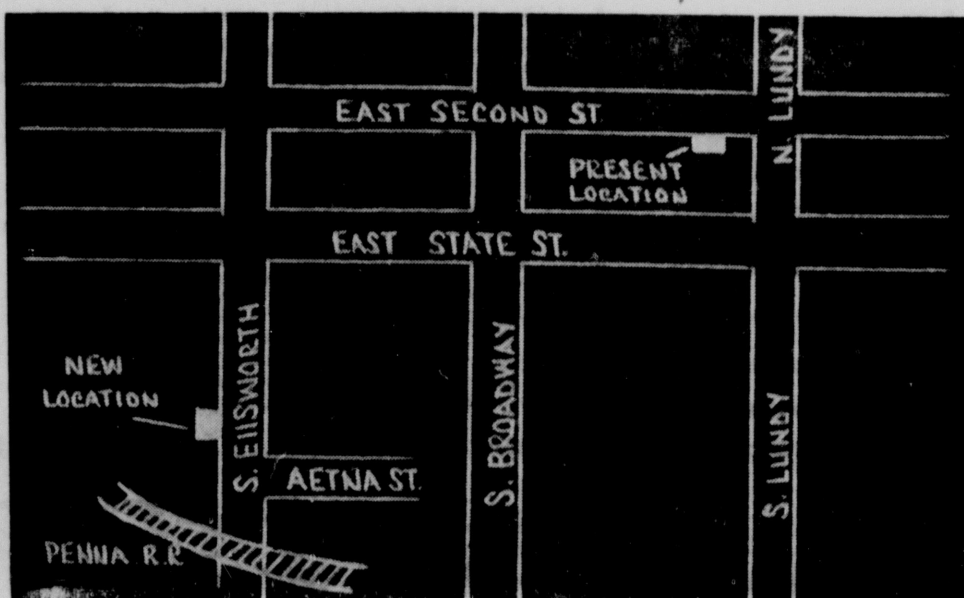 EAST SECOND ST.
N. LUNDY
PRESENT
LOCATION
EAST STATE ST.
NEW
LOCATION
S. EllSWORTH
S. BROADWAY
S. LUNDY
AETNA ST.
PENNA R.R